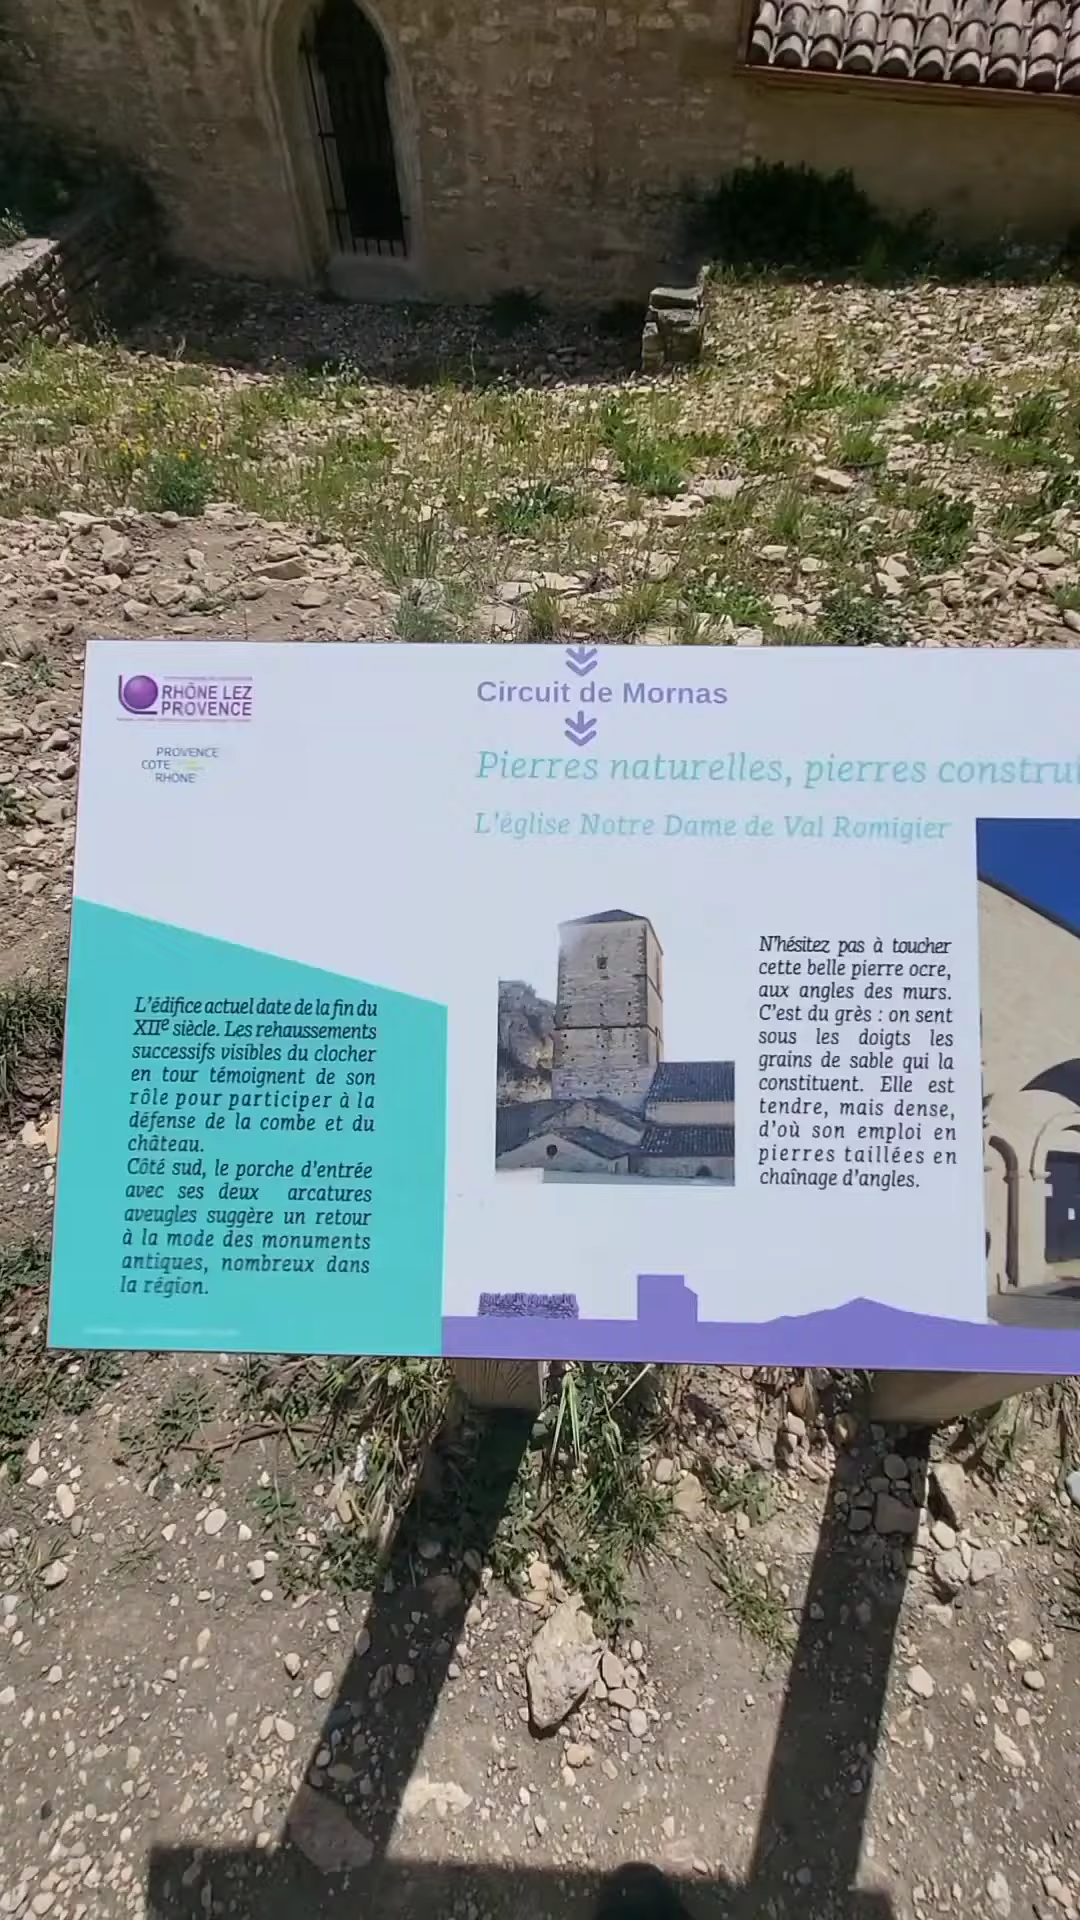 RHÔNE LEZ
PROVENCE
PROVENCE
COTE
RHONE
Circuit de Mornas
Pierres naturelles, pierres constru
L'église Notre Dame de Val Romigier
L'édifice actuel date de la fin du
XIIe siècle. Les rehaussements
successifs visibles du clocher
en tour témoignent de son
rôle pour participer à la
défense de la combe et du
château.
Côté sud, le porche d'entrée
avec ses deux arcatures
aveugles suggère un retour
à la mode des monuments
antiques, nombreux dans
la région.
N'hésitez pas à toucher
cette belle pierre ocre,
aux angles des murs.
C'est du grès : on sent
sous les doigts les
grains de sable qui la
constituent. Elle est
tendre, mais dense,
d'où son emploi en
pierres taillées en
chaînage d'angles.